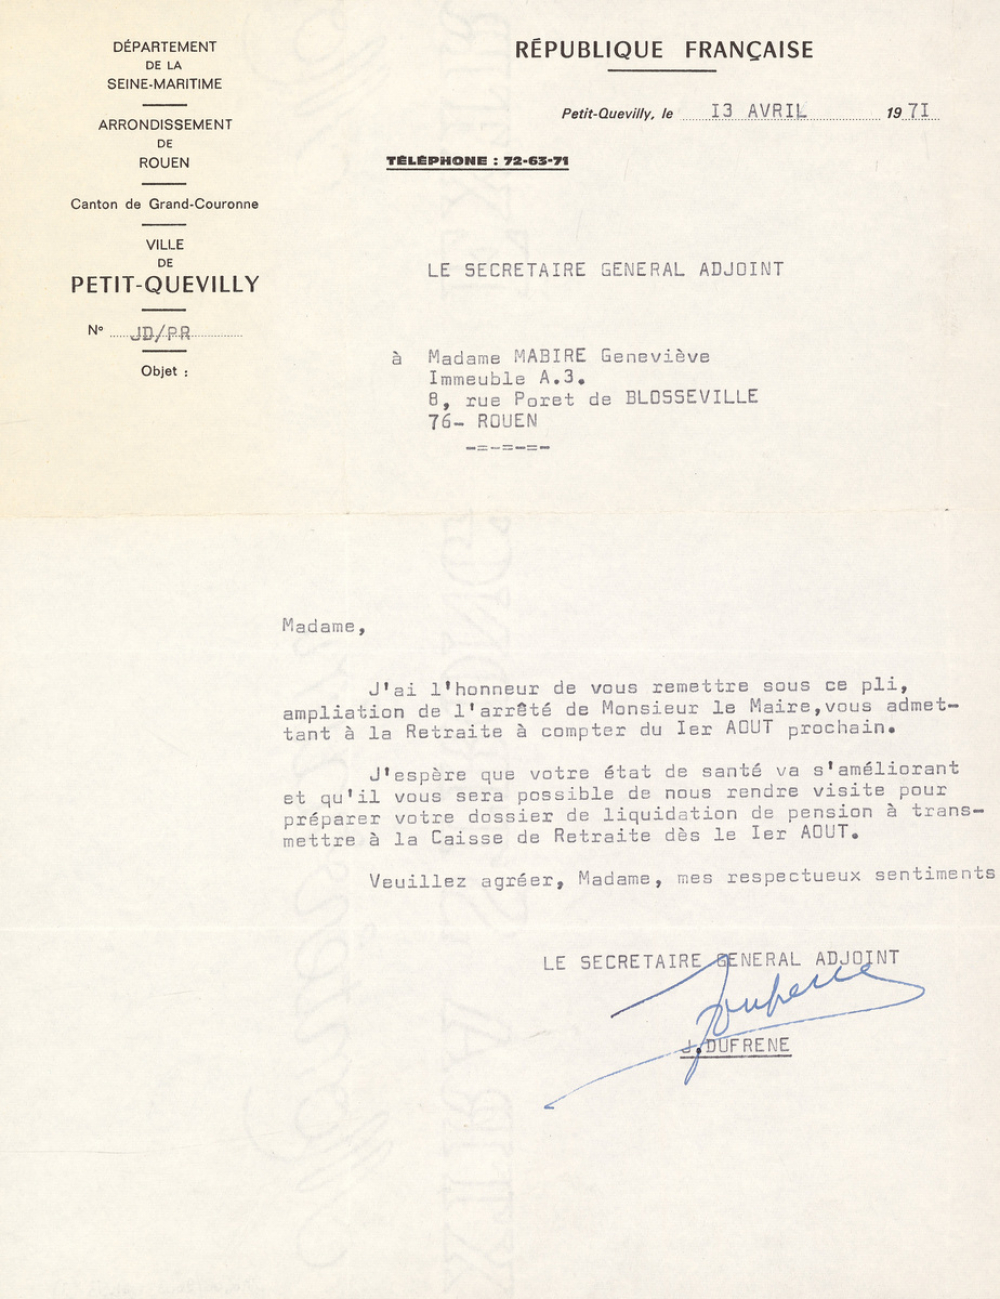 DÉPARTEMENT
DE LA
SEINE-MARITIME
ARRONDISSEMENT
DE
ROUEN
Canton de Grand-Couronne
VILLE
DE
PETIT-QUEVILLY
N° JD/PR
Objet :
RÉPUBLIQUE FRANÇAISE
Petit-Quevilly, le 13 AVRIL 1971
TÉLÉPHONE : 72-63-71
LE SECRETAIRE GENERAL ADJOINT
à Madame MABIRE Geneviève
Immeuble A.3.
8, rue Poret de BLOSSEVILLE
76- ROUEN
-=-=-=-
Madame,
J'ai l'honneur de vous remettre sous ce pli,
ampliation de l'arrêté de Monsieur le Maire,vous admet-
tant à la Retraite à compter du Ier AOUT prochain.
J'espère que votre état de santé va s'améliorant
et qu'il vous sera possible de nous rendre visite pour
préparer votre dossier de liquidation de pension à trans-
mettre à la Caisse de Retraite dès le Ier AOUT.
Veuillez agréer, Madame, mes respectueux sentiments
LE SECRETAIRE GENERAL ADJOINT
J.DUFRENE